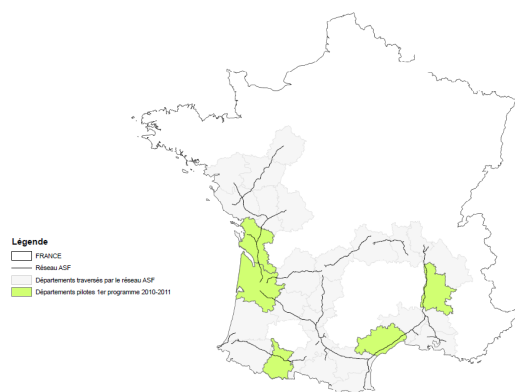 Légende
FRANCE
Réseau ASF
Départements traversés par le réseau ASF
Départements pilotes 1er programme 2010-2011